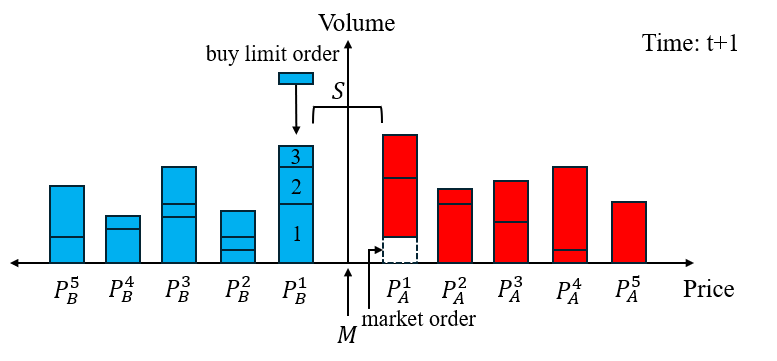 Volume
Time: t+1
buy limit order
S
3
2
1
P_B^5 P_B^4 P_B^3 P_B^2 P_B^1 P_A^1 P_A^2 P_A^3 P_A^4 P_A^5 Price
market order
M